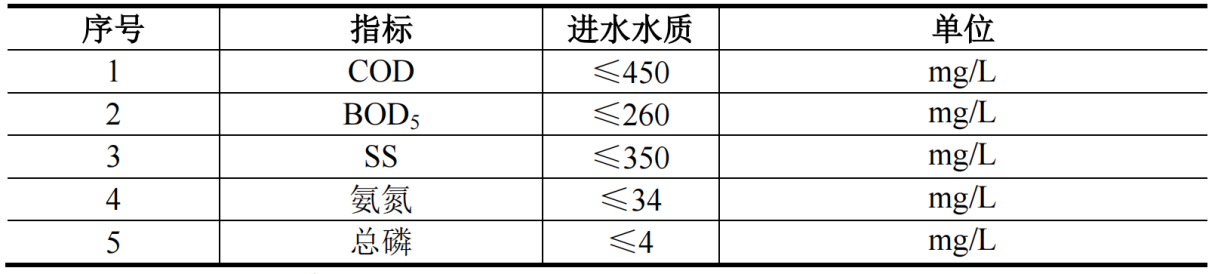 序号 指标 进水水质 单位
1 COD ≤450 mg/L
2 BOD₅ ≤260 mg/L
3 SS ≤350 mg/L
4 氨氮 ≤34 mg/L
5 总磷 ≤4 mg/L